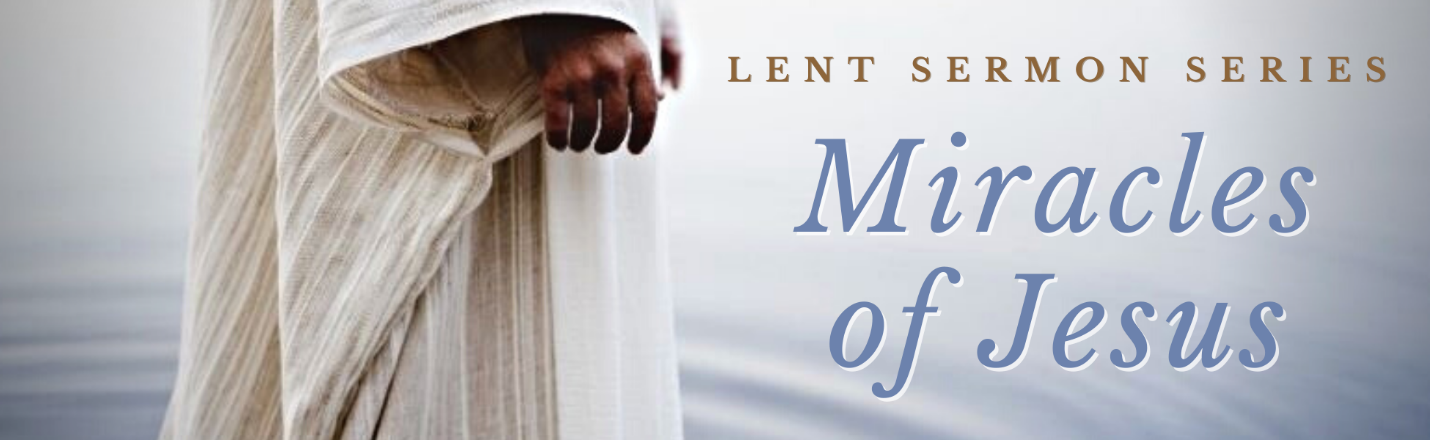 LENT SERMON SERIES
Miracles
of Jesus